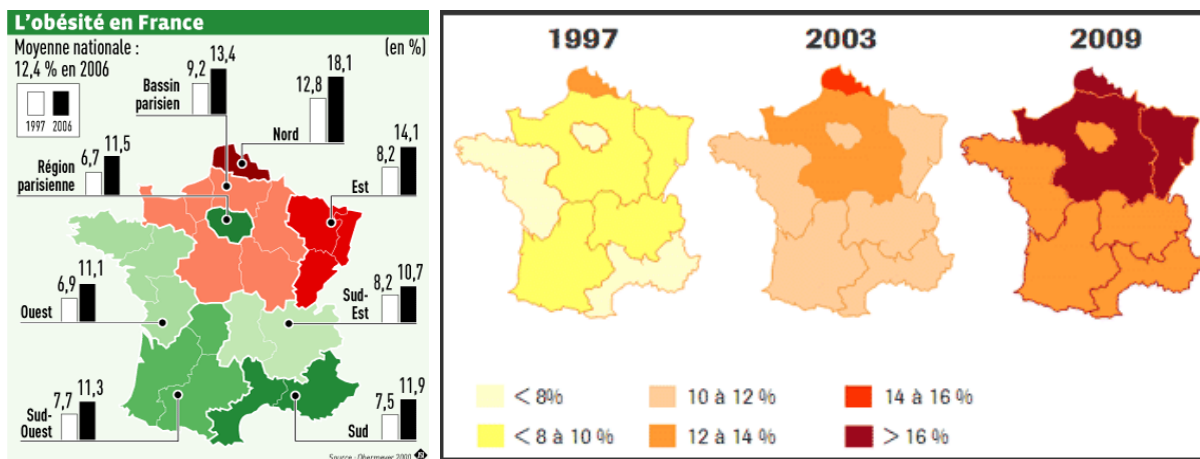 L'obésité en France
Moyenne nationale :
12,4 % en 2006
(en %)
1997 2006
Bassin
parisien
9,2 13,4
Nord
12,8 18,1
Région
parisienne
6,7 11,5
Est
8,2 14,1
Ouest
6,9 11,1
Sud-
Est
8,2 10,7
Sud-
Ouest
7,7 11,3
Sud
7,5 11,9
Source - Obermeyer 2000
1997 2003 2009
< 8% 10 à 12 % 14 à 16 %
< 8 à 10 % 12 à 14 % > 16 %